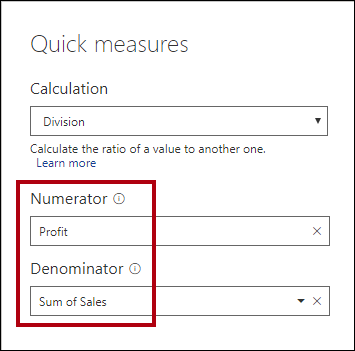 Quick measures
Calculation
Division
Calculate the ratio of a value to another one.
Learn more
Numerator
Profit
Denominator
Sum of Sales